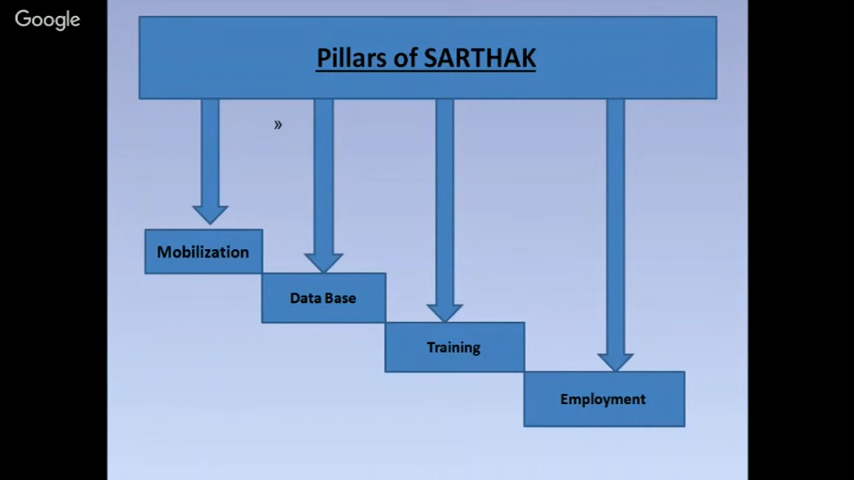 Google
Pillars of SARTHAK
»
Mobilization
Data Base
Training
Employment